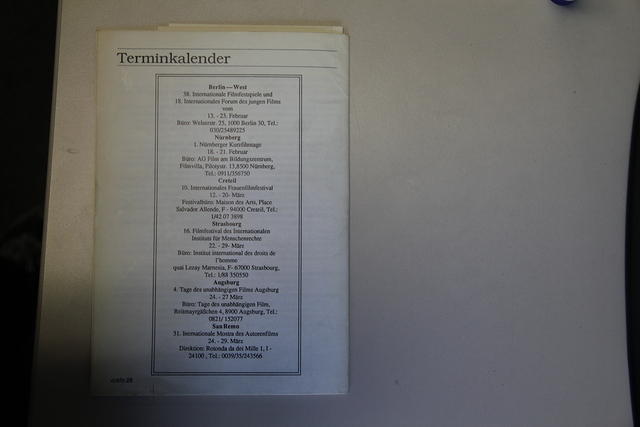 Terminkalender
Berlin — West
38. Internationale Filmfestspiele und
18. Internationales Forum des jungen Films
vom
13. - 23. Februar
Büro: Welserstr. 25, 1000 Berlin 30, Tel.:
030/25489225
Nürnberg
1. Nürnberger Kurzfilmtage
18. - 21. Februar
Büro: AG Film am Bildungszentrum,
Filmvilla, Pilotystr. 13,8500 Nürnberg,
Tel.: 0911/356750
Creteil
10. Internationales Frauenfilmfestival
12. - 20. März
Festivalbüro: Maison des Arts, Place
Salvador Allende, F - 94000 Creteil, Tel.:
1/42 07 3898
Strasbourg
16. Filmfestival des Internationalen
Instituts für Menschenrechte
22. - 29. März
Büro: Institut international des droits de
l'homme
quai Lezay Marnesia, F- 67000 Strasbourg,
Tel.: 1/88 350550
Augsburg
4. Tage des unabhängigen Films Augsburg
24. - 27 März
Büro: Tage des unabhängigen Film,
4, 8900 Augsburg, Tel.:
0821/ 152077
San Remo
31. Internationale Mostra des Autorenfilms
24. - 29. März
Direktion: Rotonda da dei Mille 1, I -
24100 , Tel.: 0039/35/243566
28